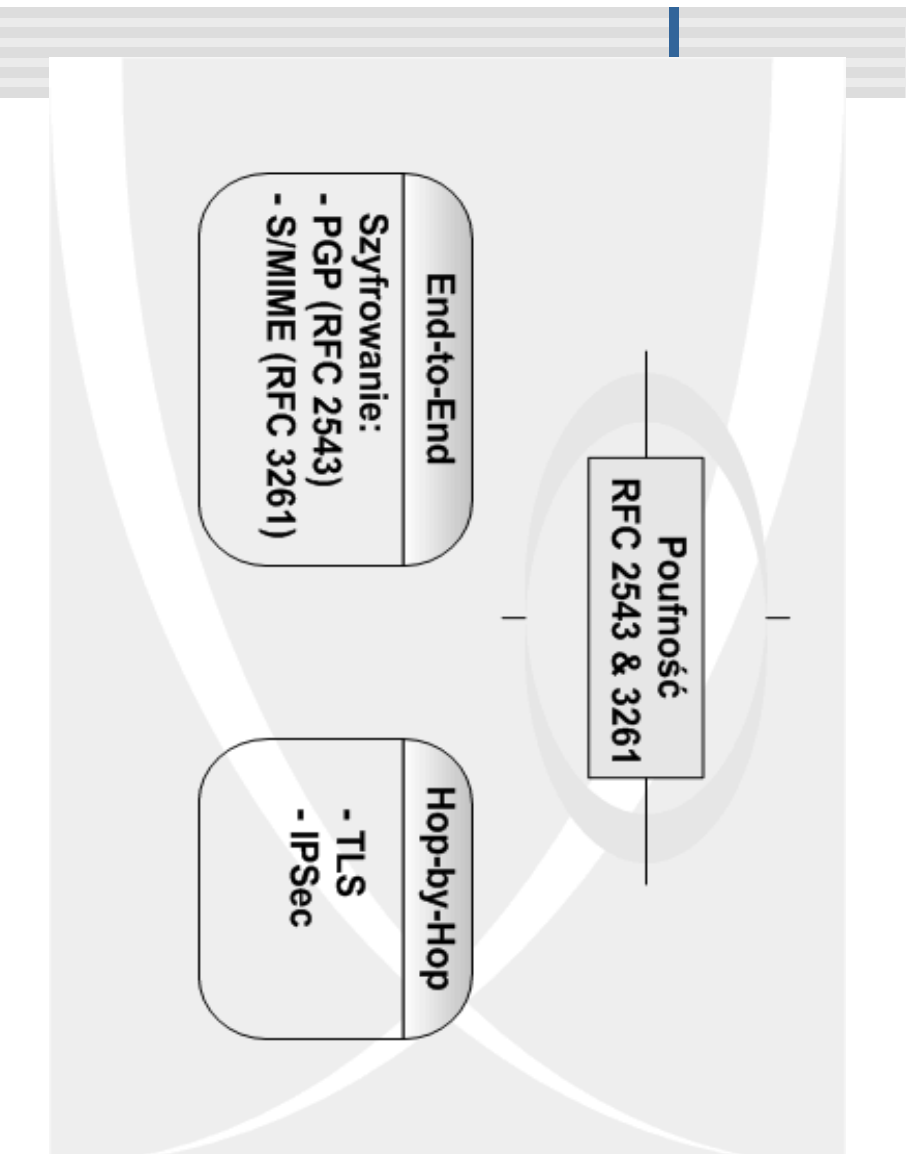 Poufność
RFC 2543 & 3261
End-to-End
Szyfrowanie:
- PGP (RFC 2543)
- S/MIME (RFC 3261)
Hop-by-Hop
- TLS
- IPSec